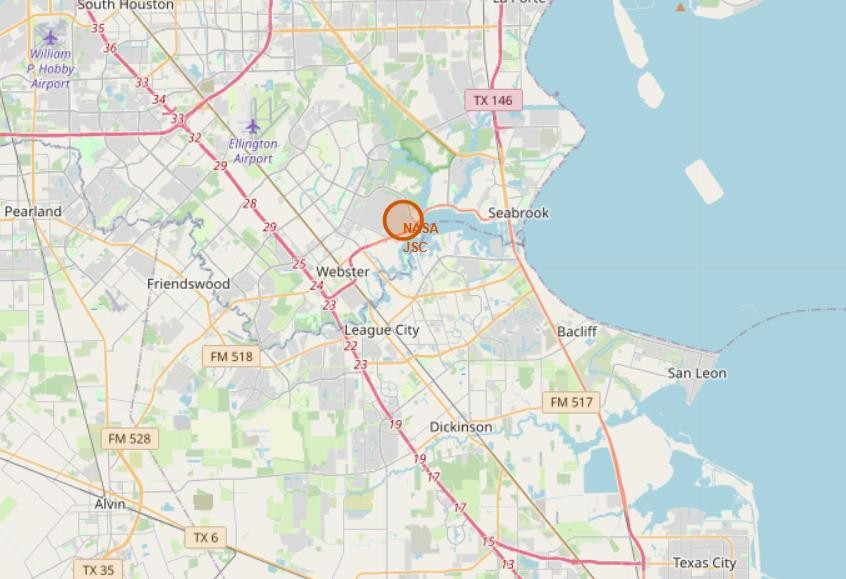 South Houston
La Porte
35
36
William
P. Hobby
Airport
33
34
TX 146
33
Ellington
Airport
32
29
Pearland
28
Seabrook
NASA
JSC
29
25
Webster
24
Friendswood
23
League City
Bacliff
22
FM 518
23
San Leon
FM 517
19
Dickinson
FM 528
19
17
Alvin
17
TX 6
15
13
Texas City
TX 35